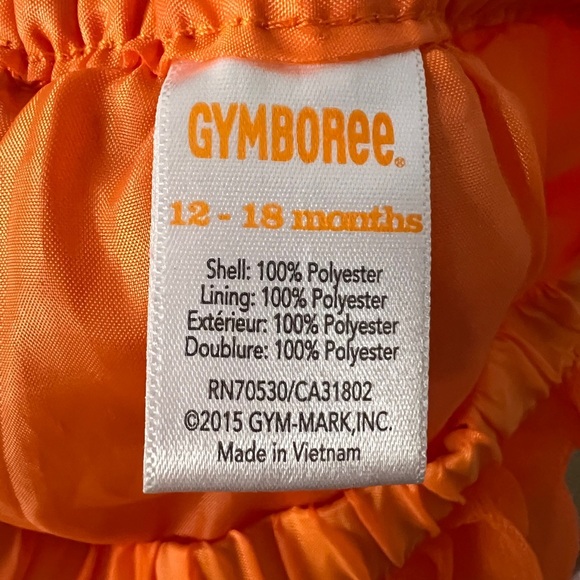 GYMBOREE®
12 - 18 months
Shell: 100% Polyester
Lining: 100% Polyester
Extérieur: 100% Polyester
Doublure: 100% Polyester
RN70530/CA31802
©2015 GYM-MARK,INC.
Made in Vietnam